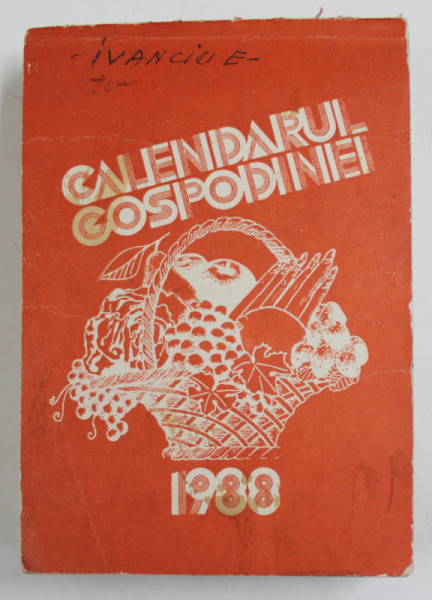 - IVANCIU E-
CALENDARUL
GOSPODINEI
1988